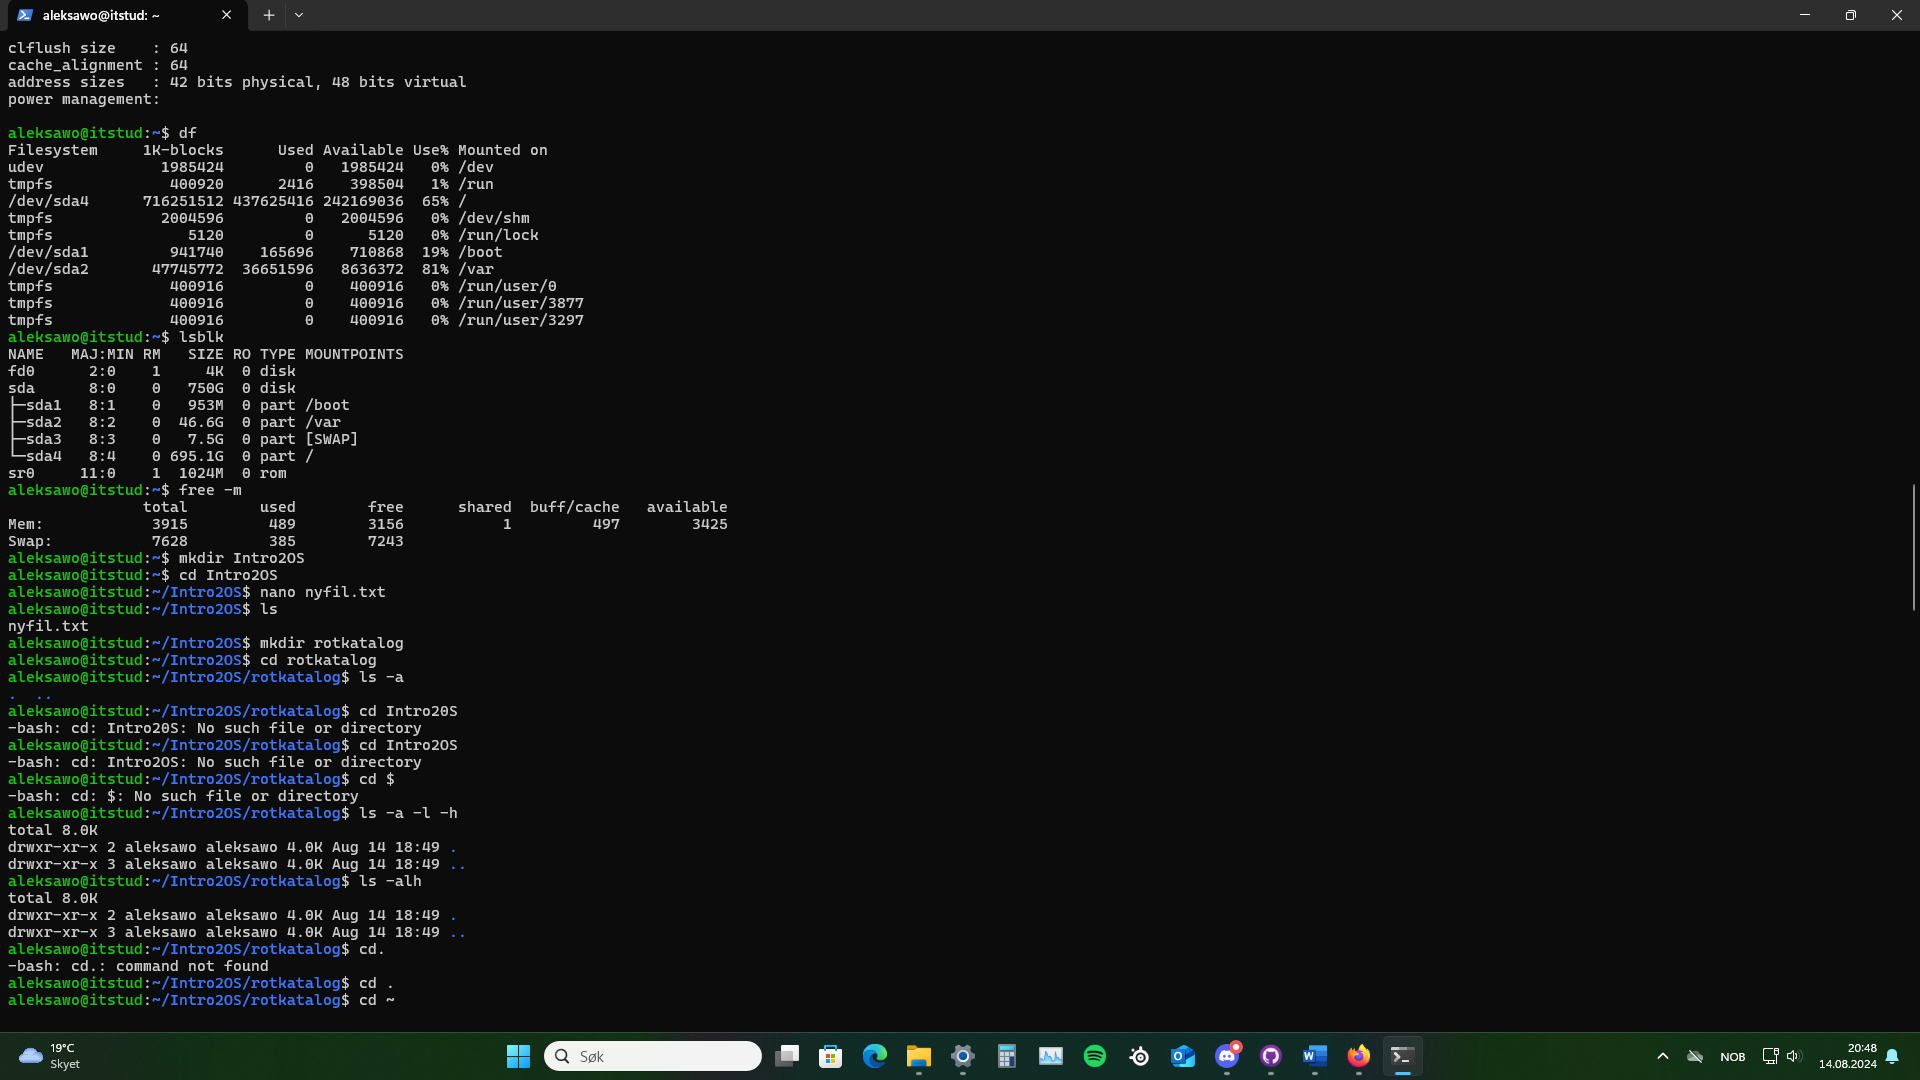 aleksawo@itstud: ~
clflush size    : 64
cache_alignment : 64
address sizes   : 42 bits physical, 48 bits virtual
power management:
aleksawo@itstud:~$ df
Filesystem     1K-blocks      Used Available Use% Mounted on
udev             1985424         0   1985424   0% /dev
tmpfs             400920      2416    398504   1% /run
/dev/sda4      716251512 437625416 242169036  65% /
tmpfs            2004596         0   2004596   0% /dev/shm
tmpfs               5120         0      5120   0% /run/lock
/dev/sda1         941740    165696    710868  19% /boot
/dev/sda2       47745772  36651596   8636372  81% /var
tmpfs             400916         0    400916   0% /run/user/0
tmpfs             400916         0    400916   0% /run/user/3877
tmpfs             400916         0    400916   0% /run/user/3297
aleksawo@itstud:~$ lsblk
NAME   MAJ:MIN RM   SIZE RO TYPE MOUNTPOINTS
fd0      2:0    1     4K  0 disk
sda      8:0    0   750G  0 disk
├─sda1   8:1    0   953M  0 part /boot
├─sda2   8:2    0  46.6G  0 part /var
├─sda3   8:3    0   7.5G  0 part [SWAP]
└─sda4   8:4    0 695.1G  0 part /
sr0     11:0    1  1024M  0 rom
aleksawo@itstud:~$ free -m
               total        used        free      shared  buff/cache   available
Mem:            3915         489        3156           1         497        3425
Swap:           7628         385        7243
aleksawo@itstud:~$ mkdir Intro2OS
aleksawo@itstud:~$ cd Intro2OS
aleksawo@itstud:~/Intro2OS$ nano nyfil.txt
aleksawo@itstud:~/Intro2OS$ ls
nyfil.txt
aleksawo@itstud:~/Intro2OS$ mkdir rotkatalog
aleksawo@itstud:~/Intro2OS$ cd rotkatalog
aleksawo@itstud:~/Intro2OS/rotkatalog$ ls -a
.  ..
aleksawo@itstud:~/Intro2OS/rotkatalog$ cd Intro20S
-bash: cd: Intro20S: No such file or directory
aleksawo@itstud:~/Intro2OS/rotkatalog$ cd Intro2OS
-bash: cd: Intro2OS: No such file or directory
aleksawo@itstud:~/Intro2OS/rotkatalog$ cd $
-bash: cd: $: No such file or directory
aleksawo@itstud:~/Intro2OS/rotkatalog$ ls -a -l -h
total 8.0K
drwxr-xr-x 2 aleksawo aleksawo 4.0K Aug 14 18:49 .
drwxr-xr-x 3 aleksawo aleksawo 4.0K Aug 14 18:49 ..
aleksawo@itstud:~/Intro2OS/rotkatalog$ ls -alh
total 8.0K
drwxr-xr-x 2 aleksawo aleksawo 4.0K Aug 14 18:49 .
drwxr-xr-x 3 aleksawo aleksawo 4.0K Aug 14 18:49 ..
aleksawo@itstud:~/Intro2OS/rotkatalog$ cd.
-bash: cd.: command not found
aleksawo@itstud:~/Intro2OS/rotkatalog$ cd .
aleksawo@itstud:~/Intro2OS/rotkatalog$ cd ~
19°C
Skyet
Søk
NOB
20:48
14.08.2024